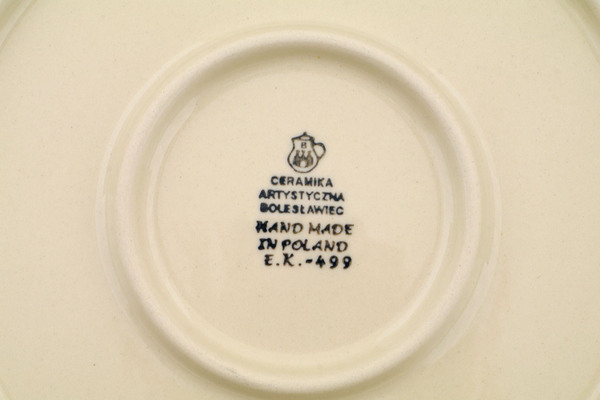 CERAMIKA
ARTYSTYCZNA
BOLESŁAWIEC
HAND MADE
IN POLAND
E.K.-499